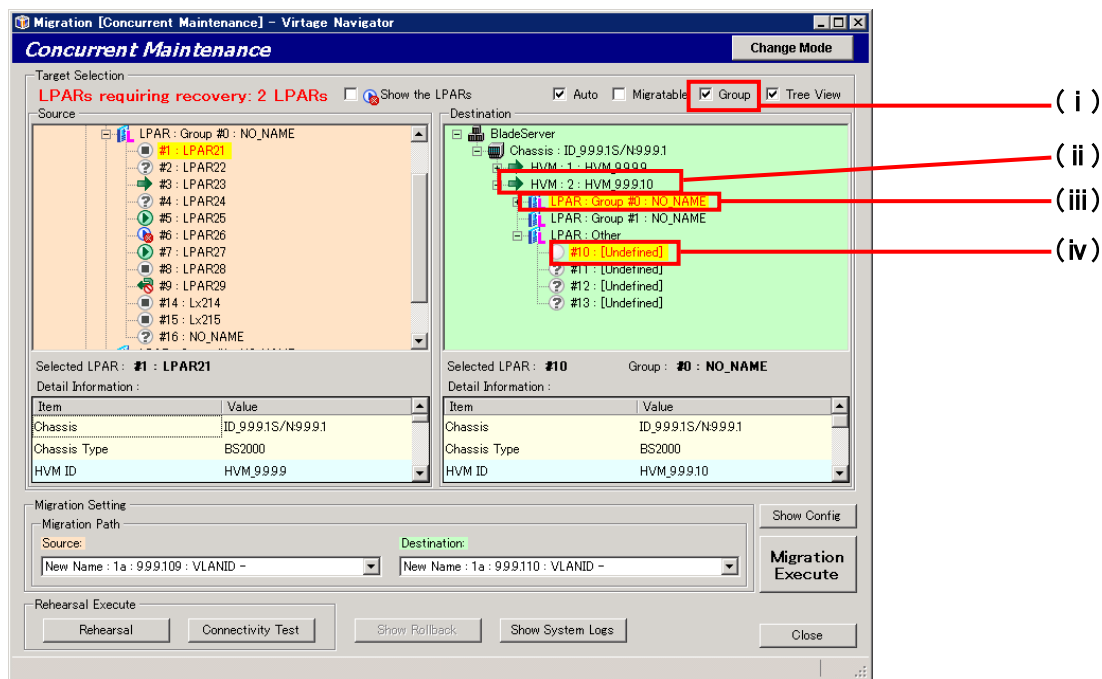 Migration [Concurrent Maintenance] - Virtage Navigator
Concurrent Maintenance
Change Mode
Target Selection
LPARs requiring recovery: 2 LPARs
Show the LPARs
Auto
Migratable
Group
Tree View
(i)
Source
LPAR : Group #0 : NO_NAME
#1 : LPAR21
#2 : LPAR22
#3 : LPAR23
#4 : LPAR24
#5 : LPAR25
#6 : LPAR26
#7 : LPAR27
#8 : LPAR28
#9 : LPAR29
#14 : Lx214
#15 : Lx215
#16 : NO_NAME
Destination
BladeServer
Chassis : ID_9.9.9.1S/N:9.9.9.1
HVM : 1 : HVM_9.9.9.9
HVM : 2 : HVM_9.9.9.10
(ii)
LPAR : Group #0 : NO_NAME
(iii)
LPAR : Group #1 : NO_NAME
LPAR : Other
#10 : [Undefined]
(iv)
#11 : [Undefined]
#12 : [Undefined]
#13 : [Undefined]
Selected LPAR : #1 : LPAR21
Detail Information :
Item Value
Chassis ID_9.9.9.1S/N:9.9.9.1
Chassis Type BS2000
HVM ID HVM_9.9.9.9
Selected LPAR : #10 Group : #0 : NO_NAME
Detail Information :
Item Value
Chassis ID_9.9.9.1S/N:9.9.9.1
Chassis Type BS2000
HVM ID HVM_9.9.9.10
Migration Setting
Migration Path
Source:
New Name : 1a : 9.9.9.109 : VLANID -
Destination:
New Name : 1a : 9.9.9.110 : VLANID -
Show Config
Migration
Execute
Rehearsal Execute
Rehearsal
Connectivity Test
Show Rollback
Show System Logs
Close